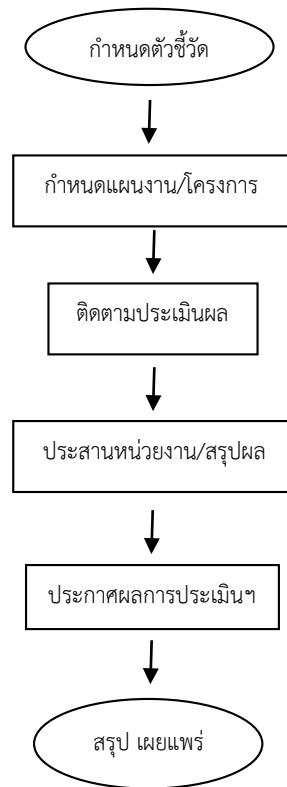 กำหนดตัวชี้วัด
กำหนดแผนงาน/โครงการ
ติดตามประเมินผล
ประสานหน่วยงาน/สรุปผล
ประกาศผลการประเมินฯ
สรุป เผยแพร่